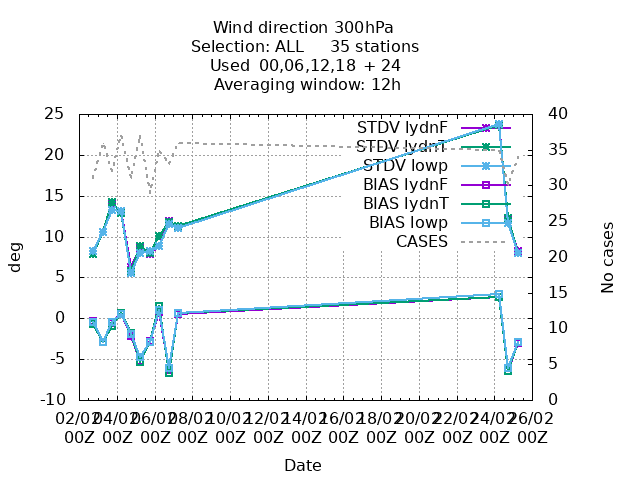 Wind direction 300hPa
Selection: ALL 35 stations
Used 00,06,12,18 + 24
Averaging window: 12h
25
20
15
10
5
0
-5
-10
deg
40
35
30
25
20
15
10
5
0
No cases
STDV lydnF
STDV lydnT
STDV lowp
BIAS lydnF
BIAS lydnT
BIAS lowp
CASES
02/02 04/02 06/02 08/02 10/02 12/02 14/02 16/02 18/02 20/02 22/02 24/02 26/02
00Z 00Z 00Z 00Z 00Z 00Z 00Z 00Z 00Z 00Z 00Z 00Z 00Z
Date